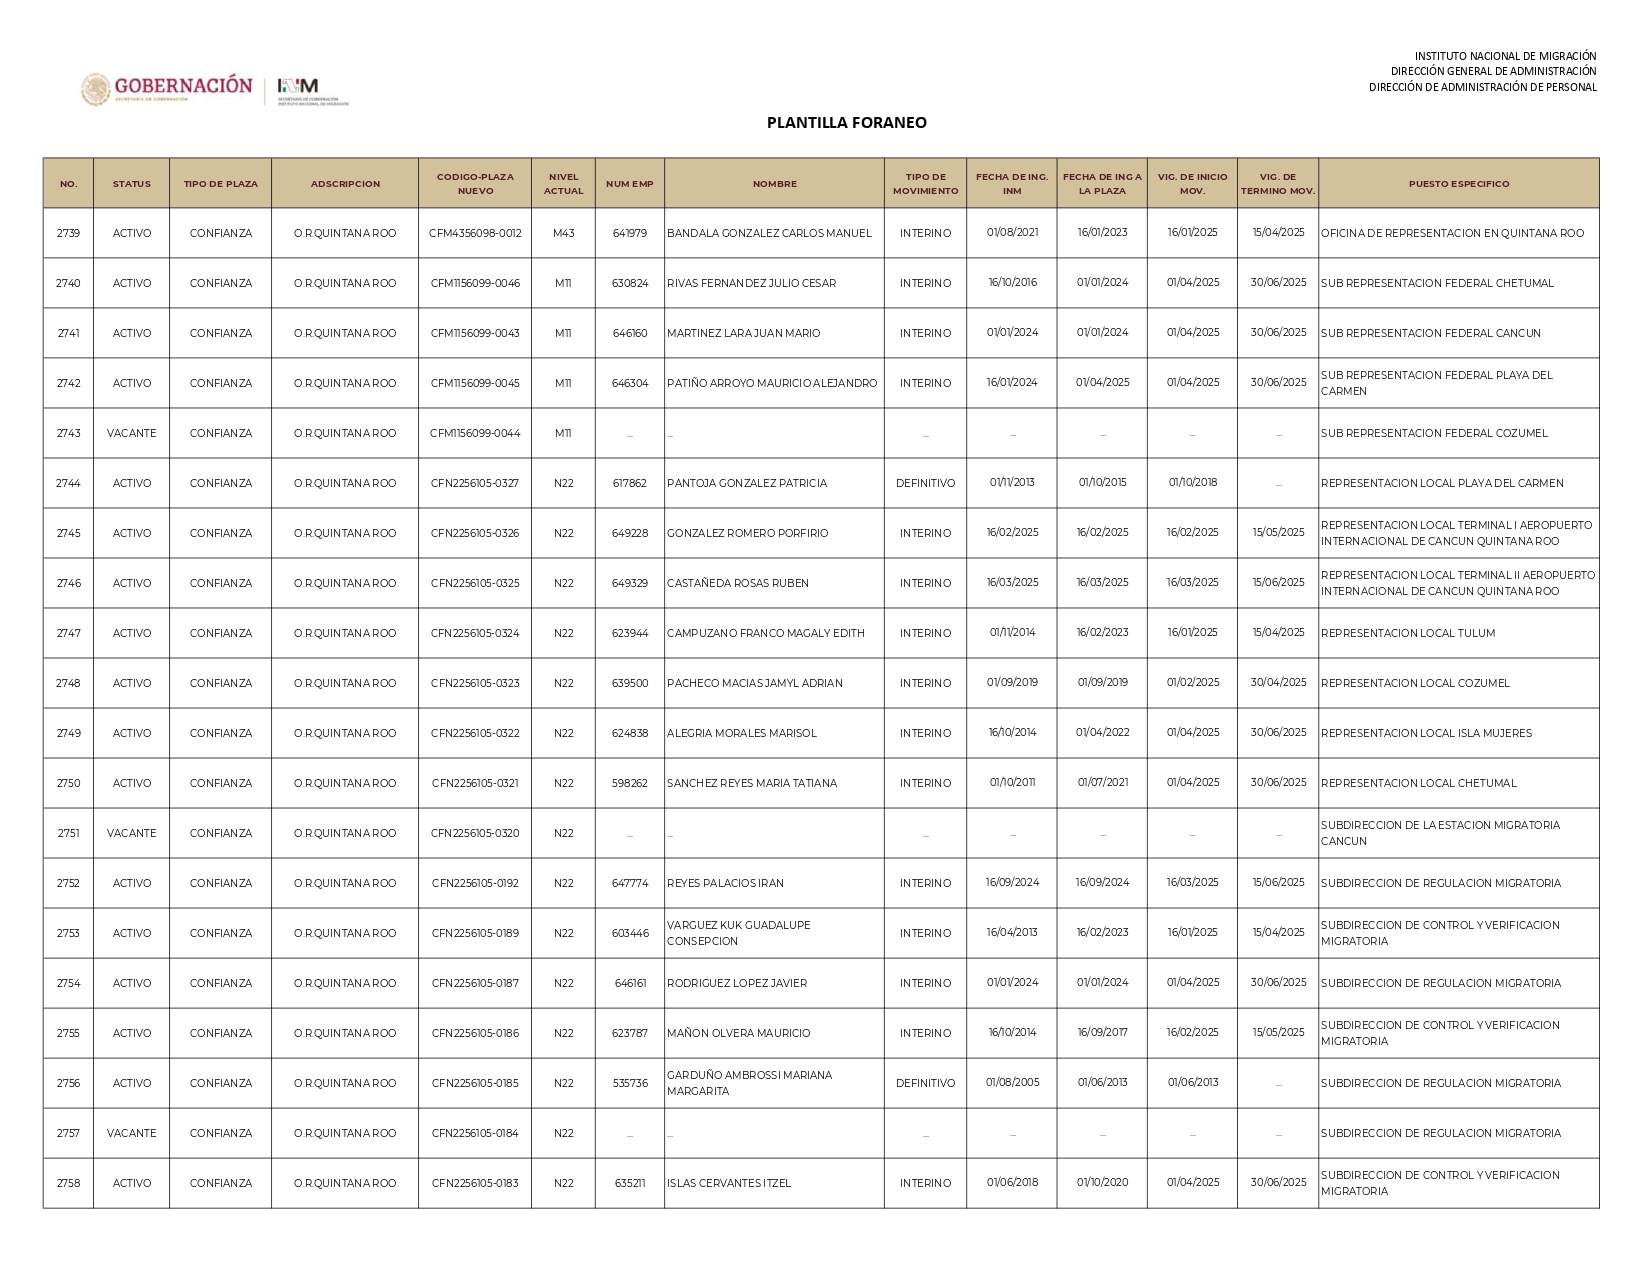 INSTITUTO NACIONAL DE MIGRACIÓN
DIRECCIÓN GENERAL DE ADMINISTRACIÓN
DIRECCIÓN DE ADMINISTRACIÓN DE PERSONAL
GOBERNACIÓN
SECRETARÍA DE GOBERNACIÓN
INM
SECRETARÍA DE GOBERNACIÓN
INSTITUTO NACIONAL DE MIGRACIÓN
PLANTILLA FORANEO
NO. STATUS TIPO DE PLAZA ADSCRIPCION CODIGO-PLAZA NUEVO NIVEL ACTUAL NUM EMP NOMBRE TIPO DE MOVIMIENTO FECHA DE ING. INM FECHA DE ING A LA PLAZA VIG. DE INICIO MOV. VIG. DE TERMINO MOV. PUESTO ESPECIFICO
2739 ACTIVO CONFIANZA O.R.QUINTANA ROO CFM4356098-0012 M43 641979 BANDALA GONZALEZ CARLOS MANUEL INTERINO 01/08/2021 16/01/2023 16/01/2025 15/04/2025 OFICINA DE REPRESENTACION EN QUINTANA ROO
2740 ACTIVO CONFIANZA O.R.QUINTANA ROO CFM1156099-0046 M11 630824 RIVAS FERNANDEZ JULIO CESAR INTERINO 16/10/2016 01/01/2024 01/04/2025 30/06/2025 SUB REPRESENTACION FEDERAL CHETUMAL
2741 ACTIVO CONFIANZA O.R.QUINTANA ROO CFM1156099-0043 M11 646160 MARTINEZ LARA JUAN MARIO INTERINO 01/01/2024 01/01/2024 01/04/2025 30/06/2025 SUB REPRESENTACION FEDERAL CANCUN
2742 ACTIVO CONFIANZA O.R.QUINTANA ROO CFM1156099-0045 M11 646304 PATIÑO ARROYO MAURICIO ALEJANDRO INTERINO 16/01/2024 01/04/2025 01/04/2025 30/06/2025 SUB REPRESENTACION FEDERAL PLAYA DEL CARMEN
2743 VACANTE CONFIANZA O.R.QUINTANA ROO CFM1156099-0044 M11 ... ... ... ... ... ... ... SUB REPRESENTACION FEDERAL COZUMEL
2744 ACTIVO CONFIANZA O.R.QUINTANA ROO CFN2256105-0327 N22 617862 PANTOJA GONZALEZ PATRICIA DEFINITIVO 01/11/2013 01/10/2015 01/10/2018 ... REPRESENTACION LOCAL PLAYA DEL CARMEN
2745 ACTIVO CONFIANZA O.R.QUINTANA ROO CFN2256105-0326 N22 649228 GONZALEZ ROMERO PORFIRIO INTERINO 16/02/2025 16/02/2025 16/02/2025 15/05/2025 REPRESENTACION LOCAL TERMINAL I AEROPUERTO INTERNACIONAL DE CANCUN QUINTANA ROO
2746 ACTIVO CONFIANZA O.R.QUINTANA ROO CFN2256105-0325 N22 649329 CASTAÑEDA ROSAS RUBEN INTERINO 16/03/2025 16/03/2025 16/03/2025 15/06/2025 REPRESENTACION LOCAL TERMINAL II AEROPUERTO INTERNACIONAL DE CANCUN QUINTANA ROO
2747 ACTIVO CONFIANZA O.R.QUINTANA ROO CFN2256105-0324 N22 623944 CAMPUZANO FRANCO MAGALY EDITH INTERINO 01/11/2014 16/02/2023 16/01/2025 15/04/2025 REPRESENTACION LOCAL TULUM
2748 ACTIVO CONFIANZA O.R.QUINTANA ROO CFN2256105-0323 N22 639500 PACHECO MACIAS JAMYL ADRIAN INTERINO 01/09/2019 01/09/2019 01/02/2025 30/04/2025 REPRESENTACION LOCAL COZUMEL
2749 ACTIVO CONFIANZA O.R.QUINTANA ROO CFN2256105-0322 N22 624838 ALEGRIA MORALES MARISOL INTERINO 16/10/2014 01/04/2022 01/04/2025 30/06/2025 REPRESENTACION LOCAL ISLA MUJERES
2750 ACTIVO CONFIANZA O.R.QUINTANA ROO CFN2256105-0321 N22 598262 SANCHEZ REYES MARIA TATIANA INTERINO 01/10/2011 01/07/2021 01/04/2025 30/06/2025 REPRESENTACION LOCAL CHETUMAL
2751 VACANTE CONFIANZA O.R.QUINTANA ROO CFN2256105-0320 N22 ... ... ... ... ... ... ... SUBDIRECCION DE LA ESTACION MIGRATORIA CANCUN
2752 ACTIVO CONFIANZA O.R.QUINTANA ROO CFN2256105-0192 N22 647774 REYES PALACIOS IRAN INTERINO 16/09/2024 16/09/2024 16/03/2025 15/06/2025 SUBDIRECCION DE REGULACION MIGRATORIA
2753 ACTIVO CONFIANZA O.R.QUINTANA ROO CFN2256105-0189 N22 603446 VARGUEZ KUK GUADALUPE CONSEPCION INTERINO 16/04/2013 16/02/2023 16/01/2025 15/04/2025 SUBDIRECCION DE CONTROL Y VERIFICACION MIGRATORIA
2754 ACTIVO CONFIANZA O.R.QUINTANA ROO CFN2256105-0187 N22 646161 RODRIGUEZ LOPEZ JAVIER INTERINO 01/01/2024 01/01/2024 01/04/2025 30/06/2025 SUBDIRECCION DE REGULACION MIGRATORIA
2755 ACTIVO CONFIANZA O.R.QUINTANA ROO CFN2256105-0186 N22 623787 MAÑON OLVERA MAURICIO INTERINO 16/10/2014 16/09/2017 16/02/2025 15/05/2025 SUBDIRECCION DE CONTROL Y VERIFICACION MIGRATORIA
2756 ACTIVO CONFIANZA O.R.QUINTANA ROO CFN2256105-0185 N22 535736 GARDUÑO AMBROSSI MARIANA MARGARITA DEFINITIVO 01/08/2005 01/06/2013 01/06/2013 ... SUBDIRECCION DE REGULACION MIGRATORIA
2757 VACANTE CONFIANZA O.R.QUINTANA ROO CFN2256105-0184 N22 ... ... ... ... ... ... ... SUBDIRECCION DE REGULACION MIGRATORIA
2758 ACTIVO CONFIANZA O.R.QUINTANA ROO CFN2256105-0183 N22 635211 ISLAS CERVANTES ITZEL INTERINO 01/06/2018 01/10/2020 01/04/2025 30/06/2025 SUBDIRECCION DE CONTROL Y VERIFICACION MIGRATORIA